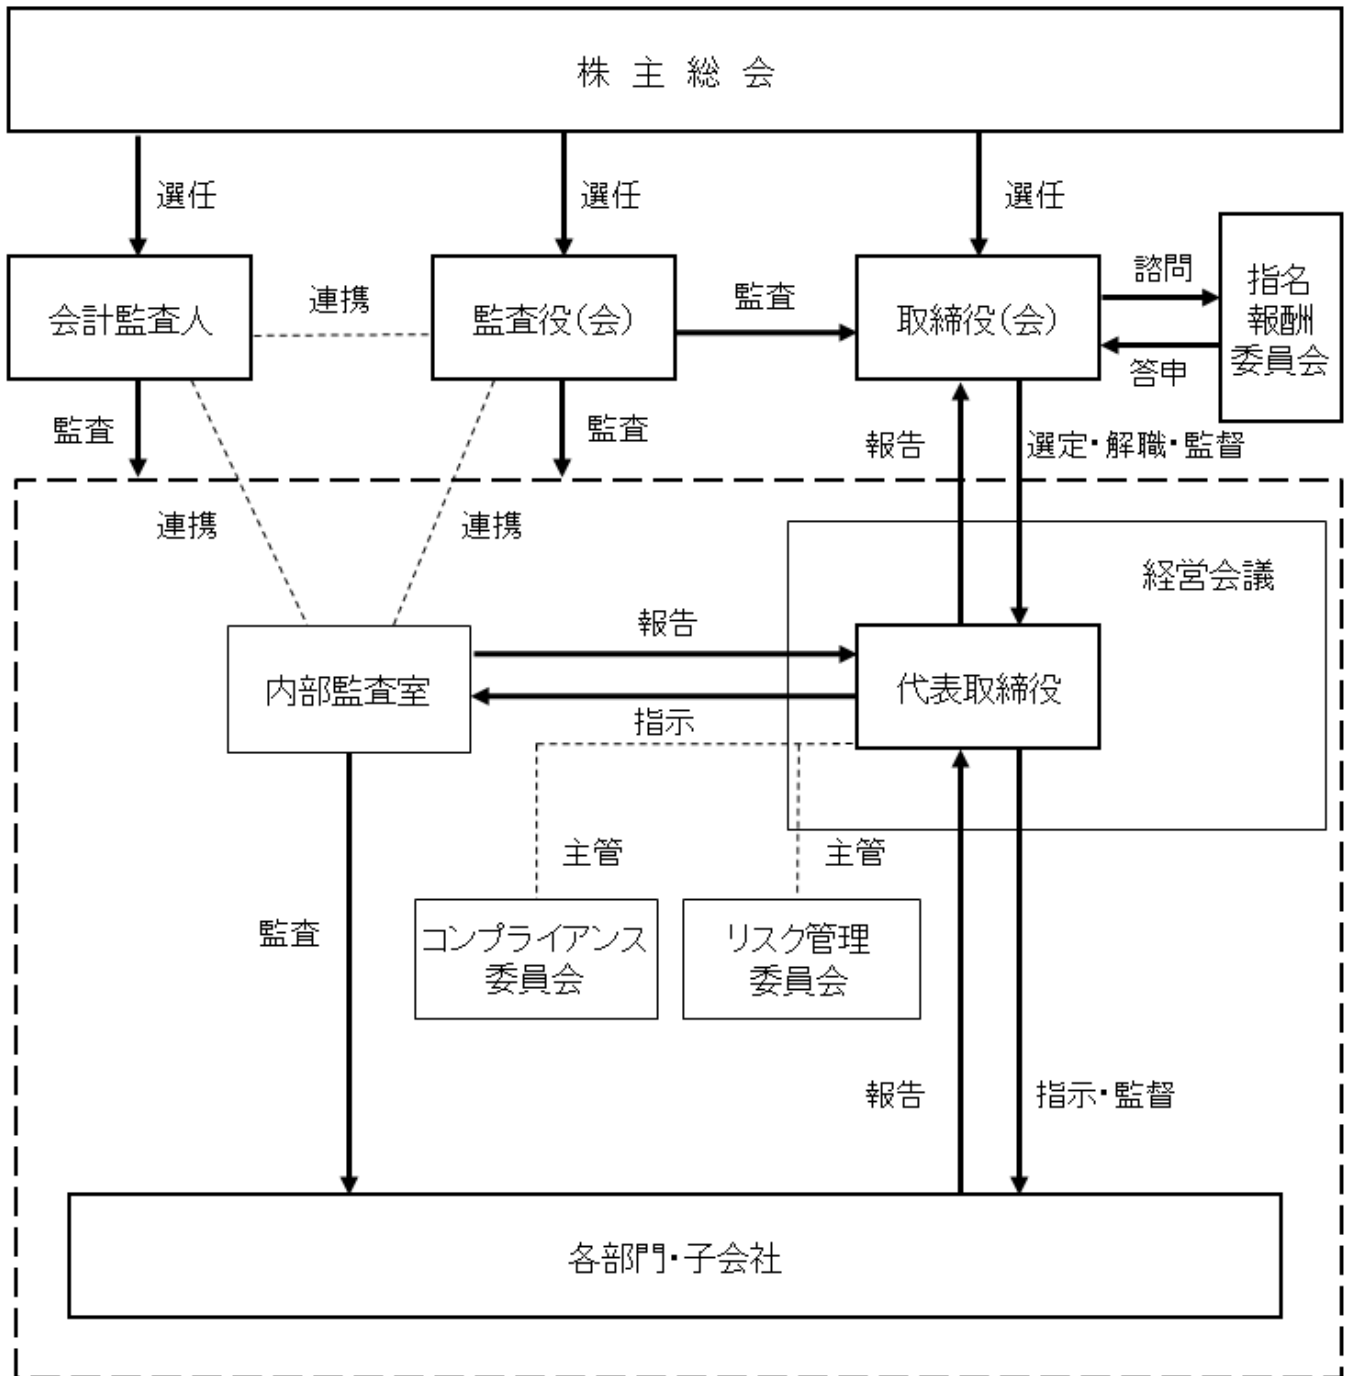 株 主 総 会
選任
選任
選任
会計監査人
連携
監査役(会)
監査
取締役(会)
諮問
答申
指名
報酬
委員会
監査
監査
報告
選定・解職・監督
連携
連携
経営会議
内部監査室
報告
指示
代表取締役
主管
主管
コンプライアンス
委員会
リスク管理
委員会
監査
報告
指示・監督
各部門・子会社